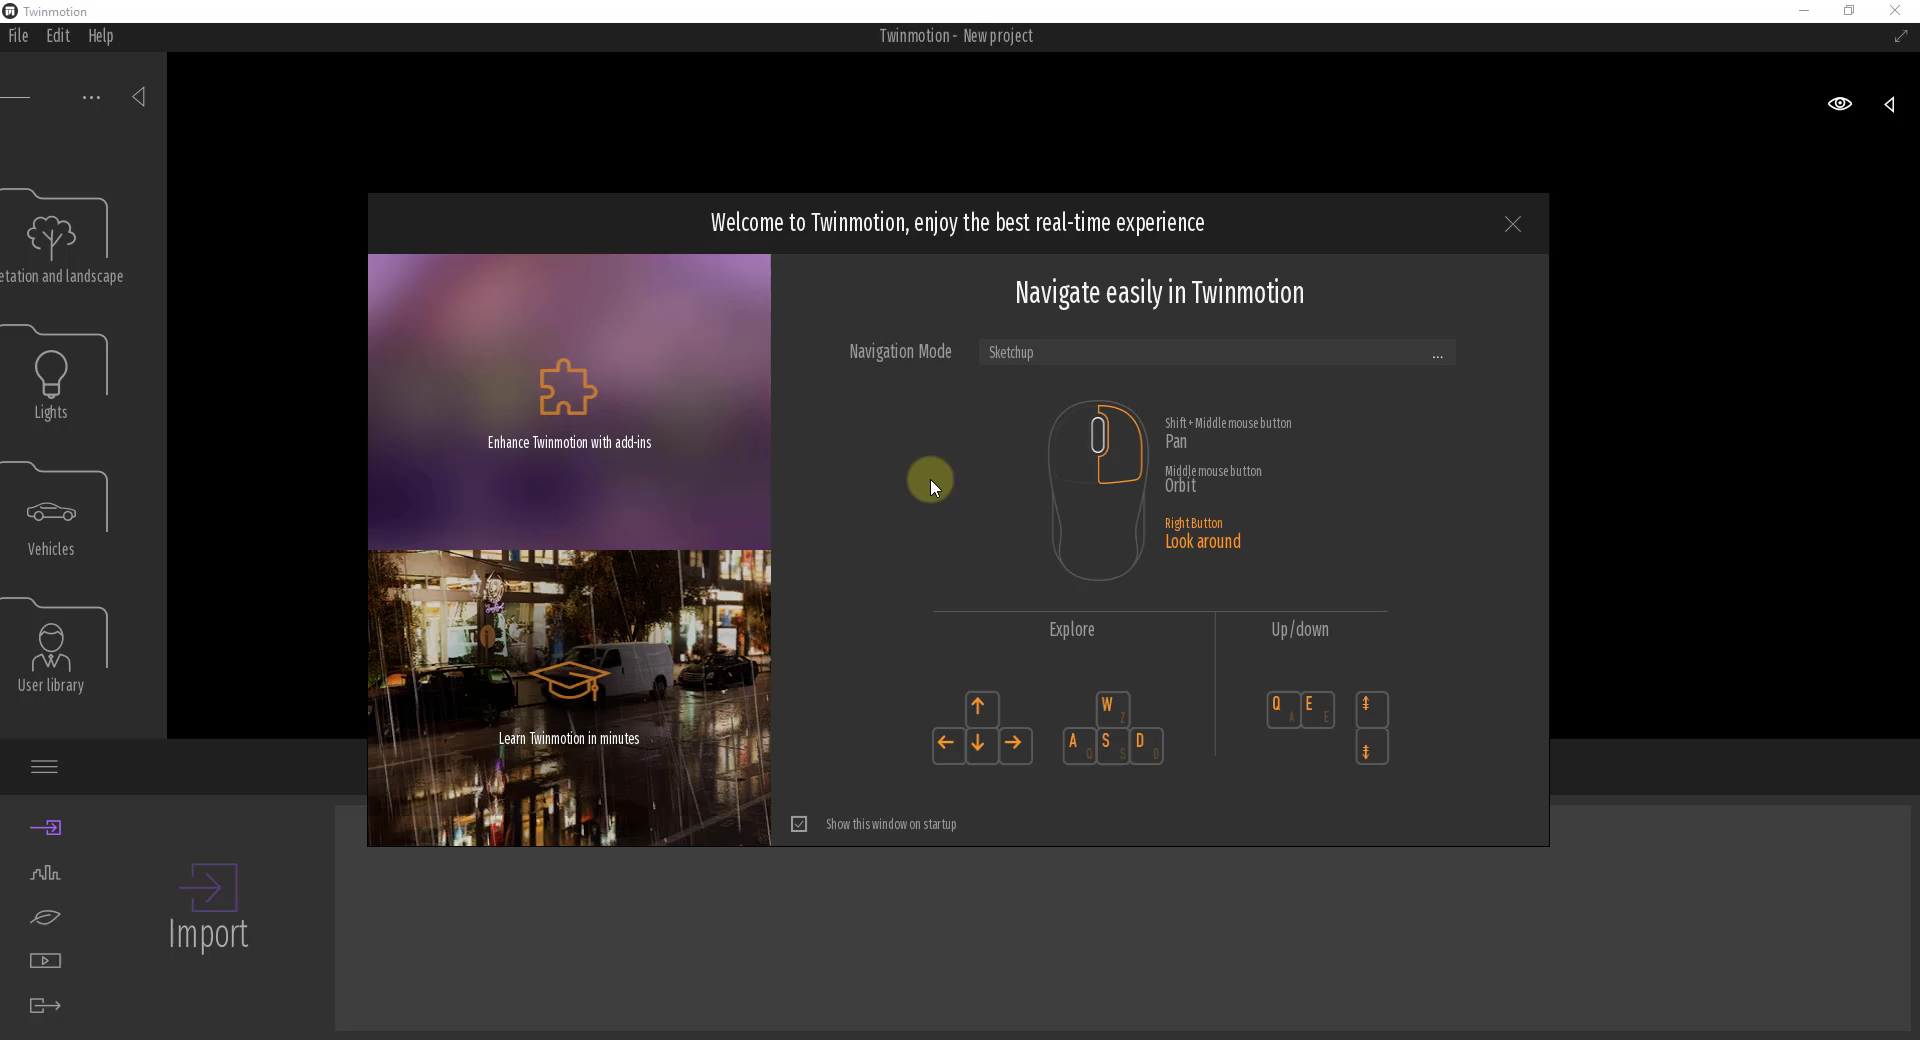 Twinmotion
File Edit Help
Twinmotion - New project
...
etation and landscape
Lights
Vehicles
User library
Welcome to Twinmotion, enjoy the best real-time experience
Enhance Twinmotion with add-ins
Learn Twinmotion in minutes
Navigate easily in Twinmotion
Navigation Mode Sketchup ...
Shift + Middle mouse button
Pan
Middle mouse button
Orbit
Right Button
Look around
Explore
Up / down
W Z
A Q S S D D
Q A E E
Show this window on startup
Import